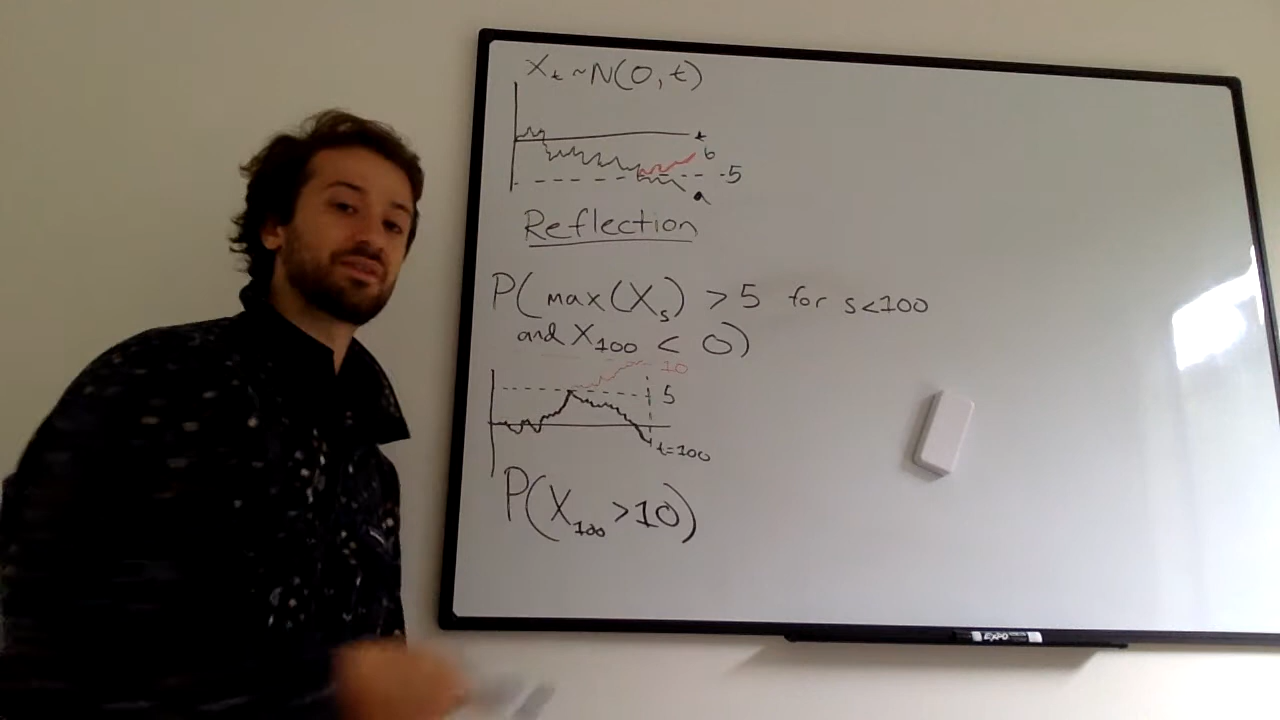 X_t ~ N(0, t)
t
b
-5
a
Reflection
P( max(X_s) > 5 for s<100
and X_100 < 0)
10
5
t=100
P(X_100 >10)
EXPO